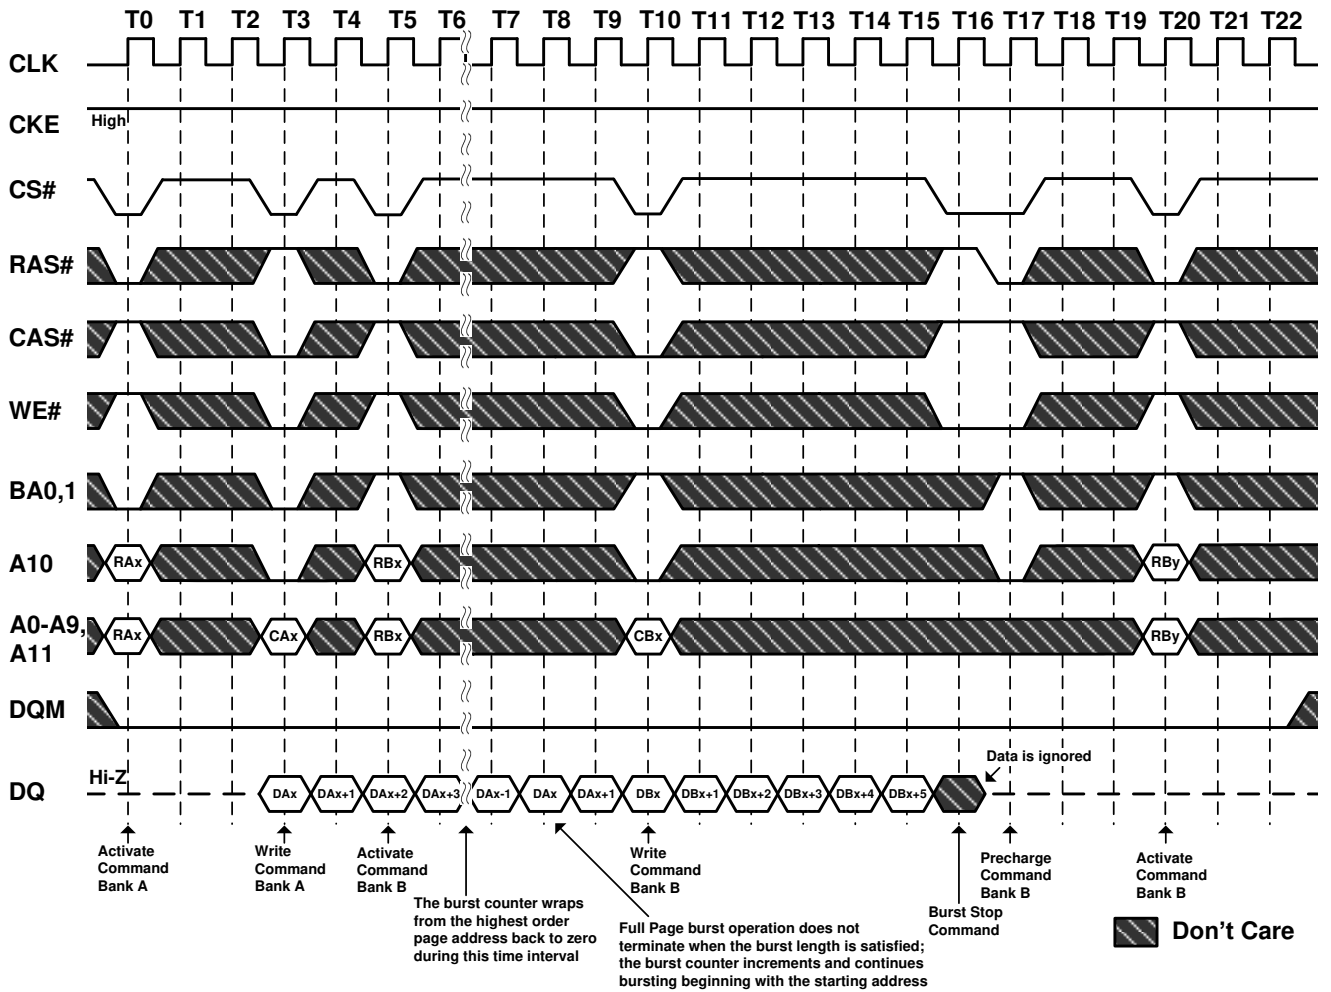 T0 T1 T2 T3 T4 T5 T6 T7 T8 T9 T10 T11 T12 T13 T14 T15 T16 T17 T18 T19 T20 T21 T22
CLK
CKE
High
CS#
RAS#
CAS#
WE#
BA0,1
A10
RAx RBx RBy
A0-A9,
A11
RAx CAx RBx CBx RBy
DQM
DQ
Hi-Z
DAx DAx+1 DAx+2 DAx+3 DAx-1 DAx DAx+1 DBx DBx+1 DBx+2 DBx+3 DBx+4 DBx+5
Data is ignored
Activate
Command
Bank A
Write
Command
Bank A
Activate
Command
Bank B
The burst counter wraps
from the highest order
page address back to zero
during this time interval
Write
Command
Bank B
Full Page burst operation does not
terminate when the burst length is satisfied;
the burst counter increments and continues
bursting beginning with the starting address
Burst Stop
Command
Precharge
Command
Bank B
Activate
Command
Bank B
Don't Care